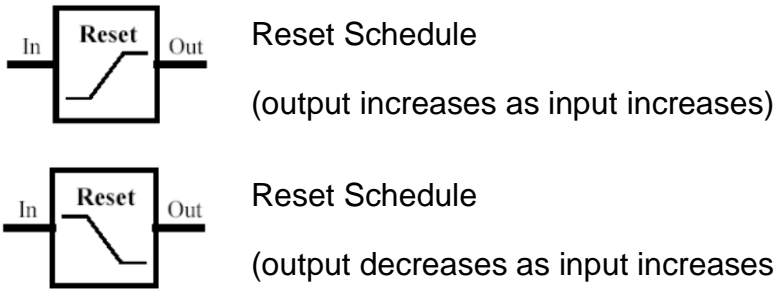 Reset
In
Out
Reset Schedule
(output increases as input increases)
Reset
In
Out
Reset Schedule
(output decreases as input increases